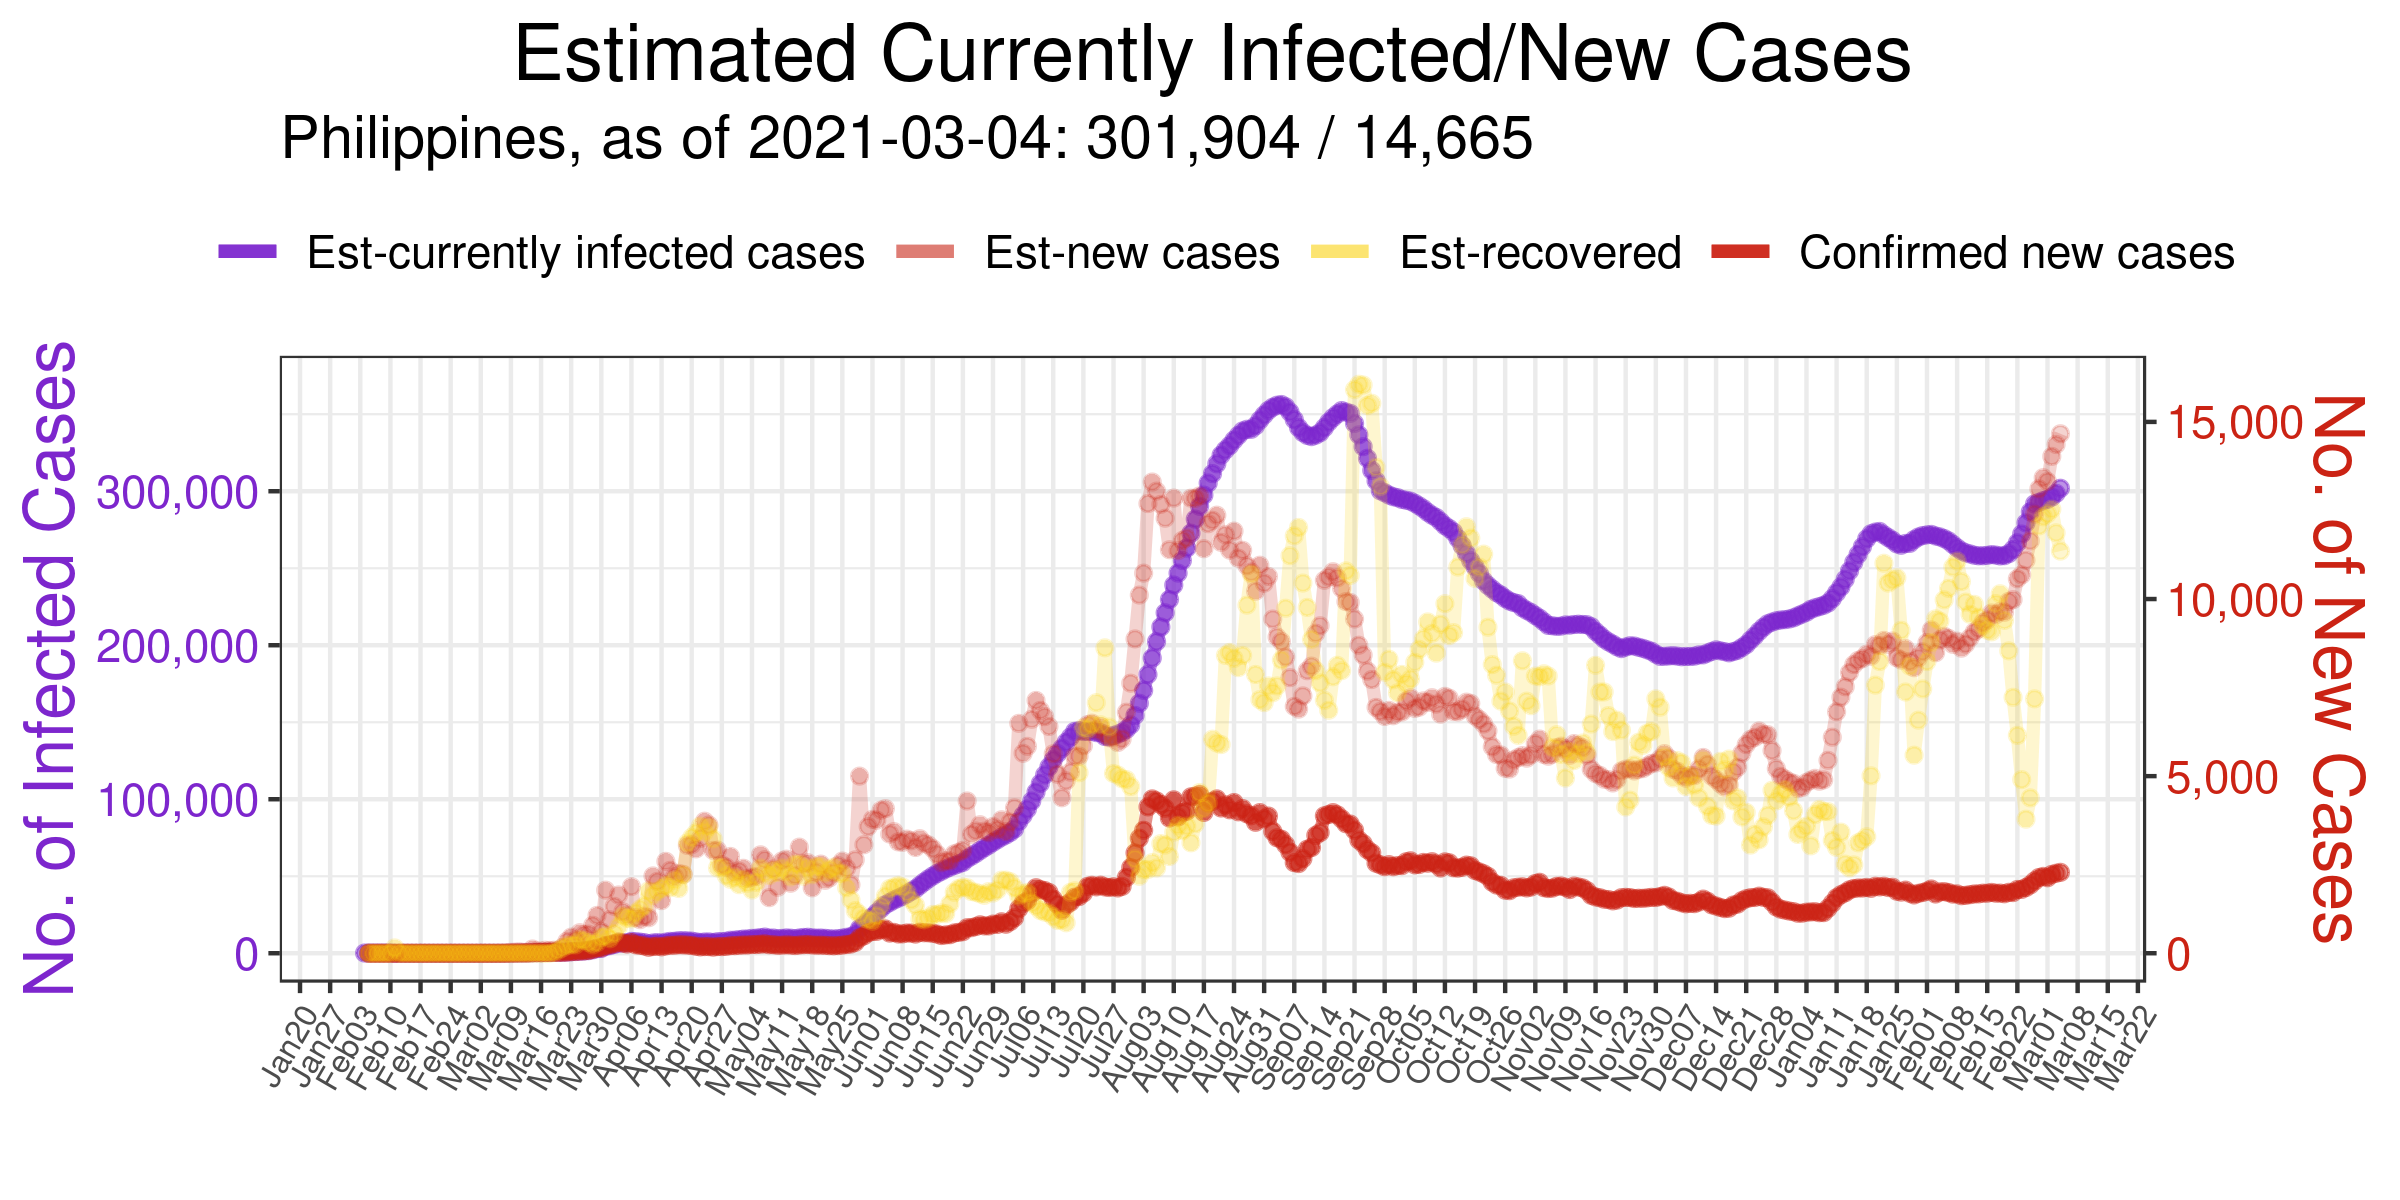 Estimated Currently Infected/New Cases
Philippines, as of 2021-03-04: 301,904 / 14,665
Est-currently infected cases Est-new cases Est-recovered Confirmed new cases
No. of Infected Cases
300,000
200,000
100,000
0
15,000
10,000
5,000
0
No. of New Cases
Jan20 Jan27 Feb03 Feb10 Feb17 Feb24 Mar02 Mar09 Mar16 Mar23 Mar30 Apr06 Apr13 Apr20 Apr27 May04 May11 May18 May25 Jun01 Jun08 Jun15 Jun22 Jun29 Jul06 Jul13 Jul20 Jul27 Aug03 Aug10 Aug17 Aug24 Aug31 Sep07 Sep14 Sep21 Sep28 Oct05 Oct12 Oct19 Oct26 Nov02 Nov09 Nov16 Nov23 Nov30 Dec07 Dec14 Dec21 Dec28 Jan04 Jan11 Jan18 Jan25 Feb01 Feb08 Feb15 Feb22 Mar01 Mar08 Mar15 Mar22